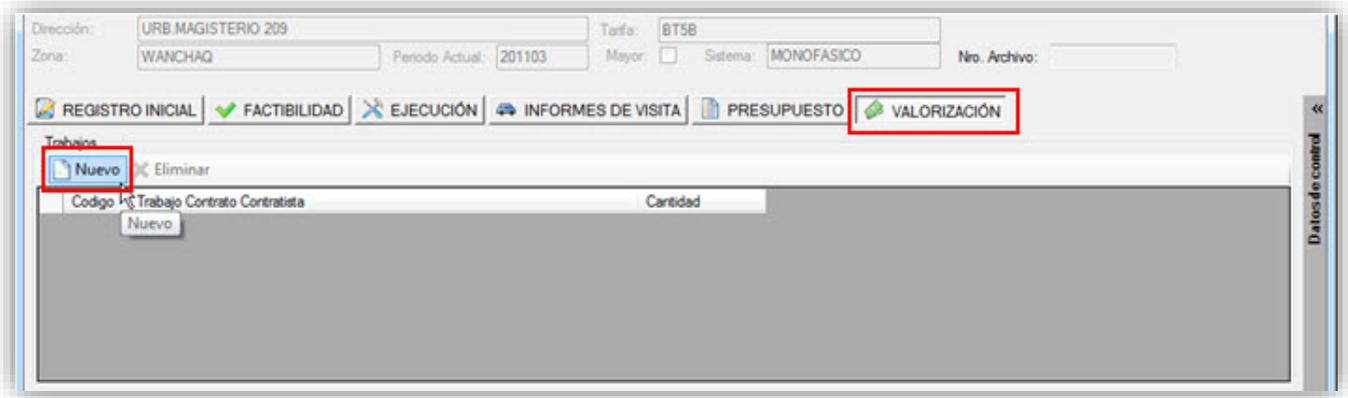 Dirección: URB.MAGISTERIO 209 Tarifa: BT5B
Zona: WANCHAQ Periodo Actual: 201103 Mayor: Sistema: MONOFASICO Nro. Archivo:
REGISTRO INICIAL FACTIBILIDAD EJECUCIÓN INFORMES DE VISITA PRESUPUESTO VALORIZACIÓN «
Trabajos
Nuevo Eliminar
Codigo Trabajo Contrato Contratista Cantidad
Nuevo
Datos de control